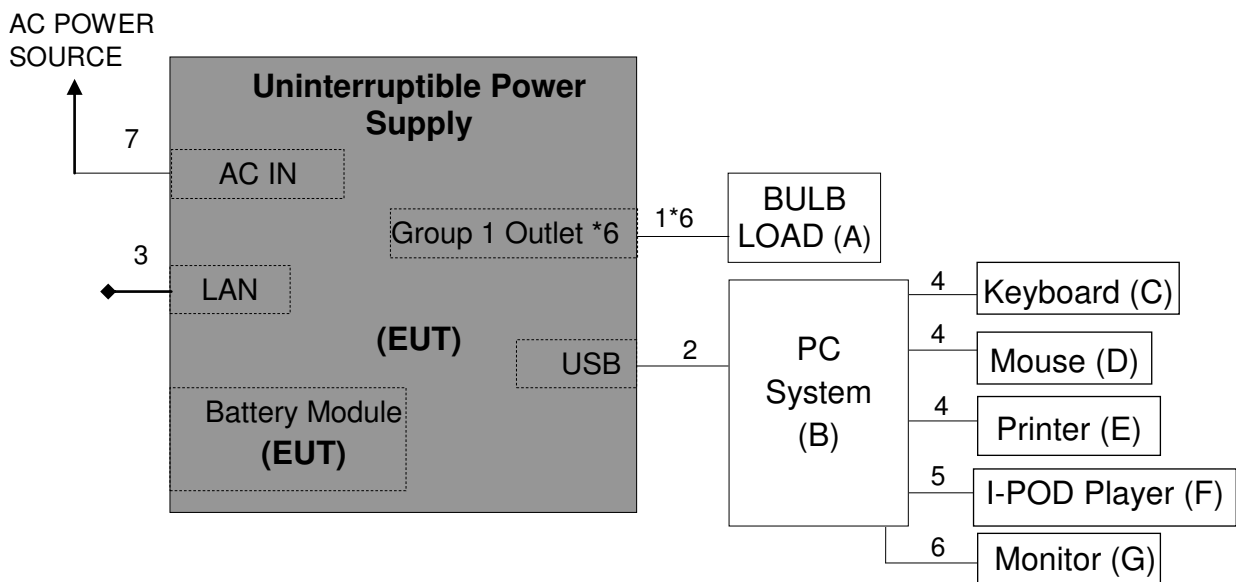 AC POWER
SOURCE
Uninterruptible Power
Supply
7
AC IN
Group 1 Outlet *6
1*6
BULB
LOAD (A)
3
LAN
(EUT)
USB
2
PC
System
(B)
4
Keyboard (C)
4
Mouse (D)
4
Printer (E)
5
I-POD Player (F)
6
Monitor (G)
Battery Module
(EUT)